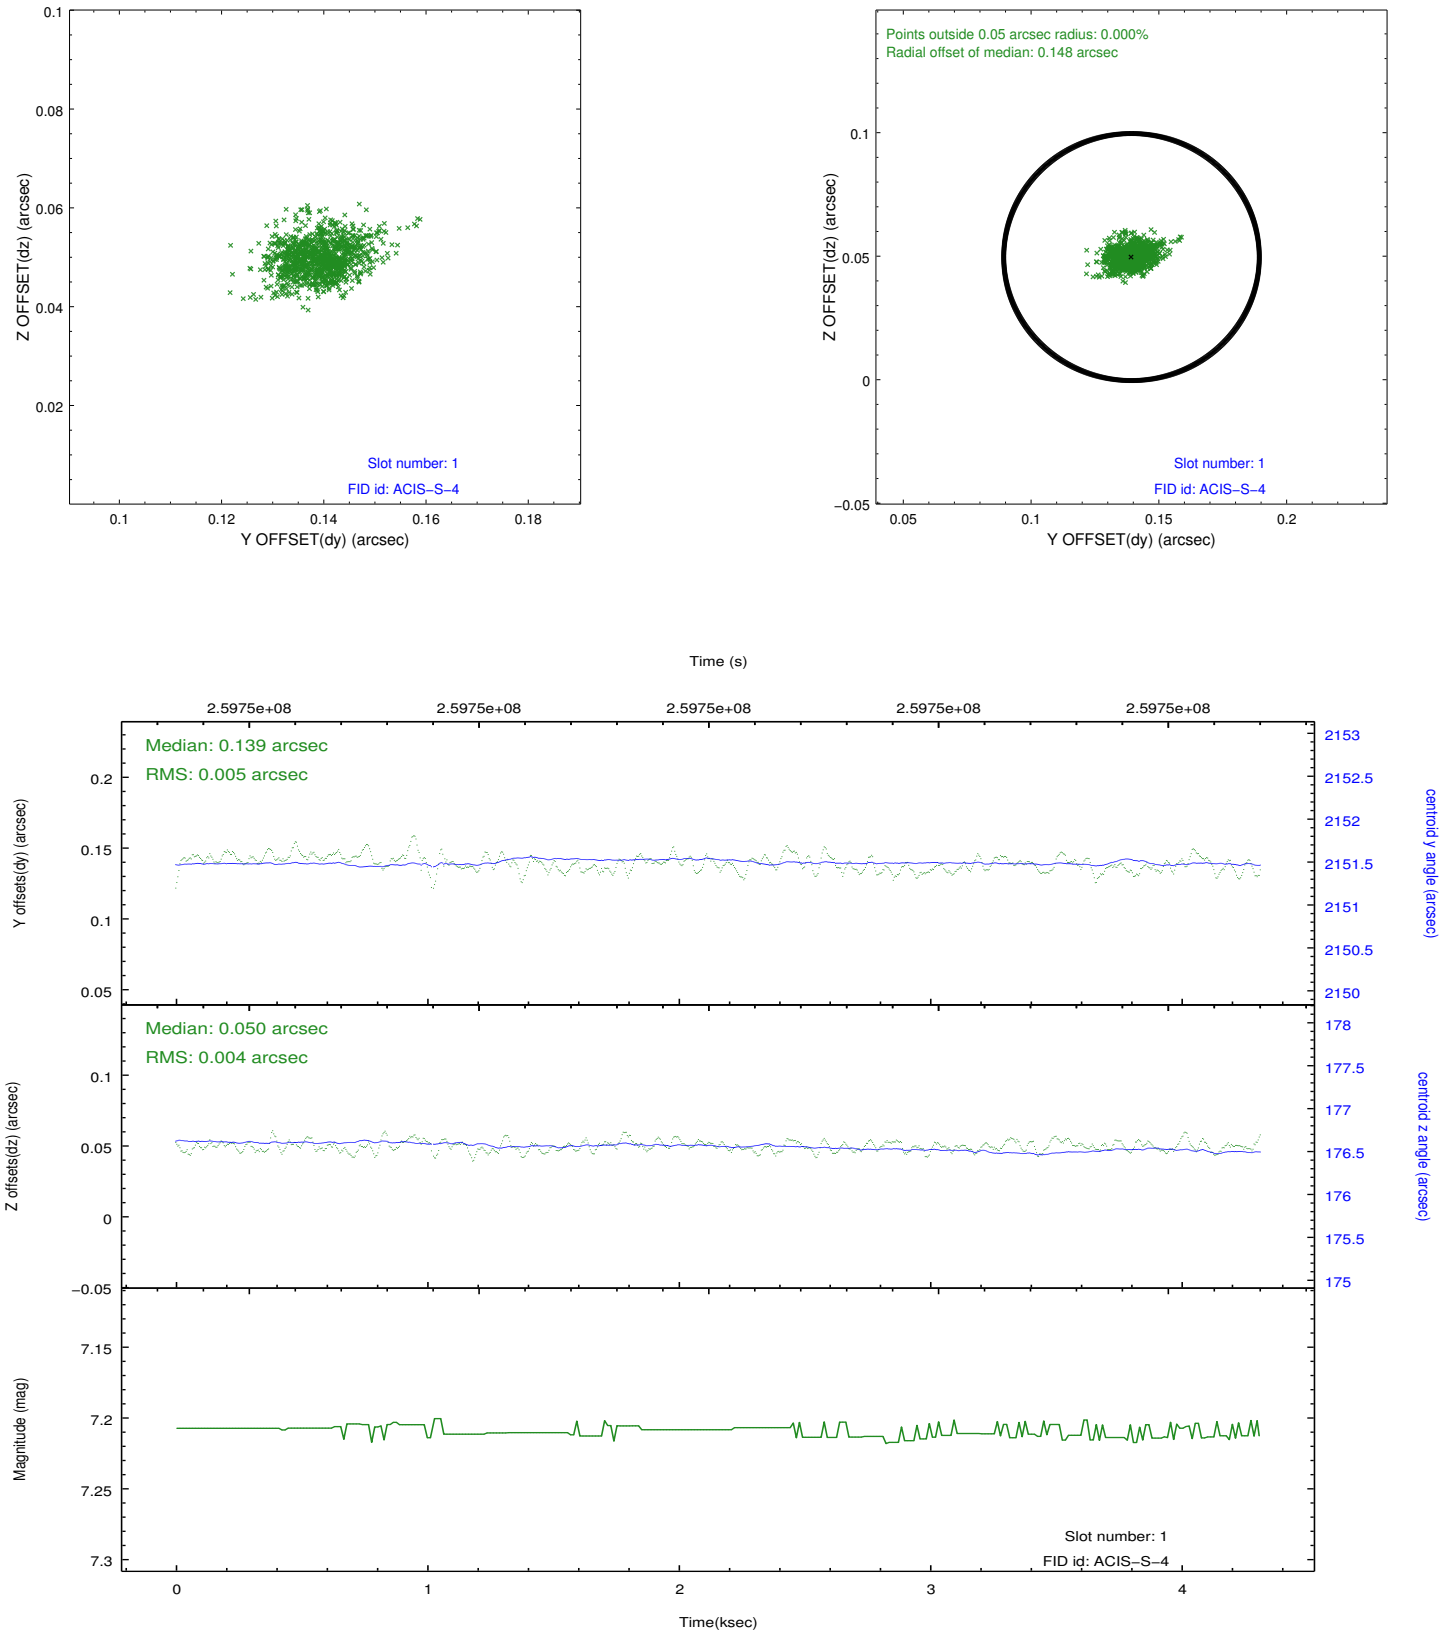 0.1
0.08
0.06
0.04
0.02
Z OFFSET(dz) (arcsec)
Slot number: 1
FID id: ACIS−S−4
0.1 0.12 0.14 0.16 0.18
Y OFFSET(dy) (arcsec)
Points outside 0.05 arcsec radius: 0.000%
Radial offset of median: 0.148 arcsec
0.1
0.05
0
−0.05
Z OFFSET(dz) (arcsec)
Slot number: 1
FID id: ACIS−S−4
0.05 0.1 0.15 0.2
Y OFFSET(dy) (arcsec)
Time (s)
2.5975e+08 2.5975e+08 2.5975e+08 2.5975e+08 2.5975e+08
Median: 0.139 arcsec
RMS: 0.005 arcsec
0.2
0.15
0.1
0.05
Y offsets(dy) (arcsec)
2153
2152.5
2152
2151.5
2151
2150.5
2150
centroid y angle (arcsec)
Median: 0.050 arcsec
RMS: 0.004 arcsec
0.1
0.05
0
−0.05
Z offsets(dz) (arcsec)
178
177.5
177
176.5
176
175.5
175
centroid z angle (arcsec)
7.15
7.2
7.25
7.3
Magnitude (mag)
Slot number: 1
FID id: ACIS−S−4
0 1 2 3 4
Time(ksec)